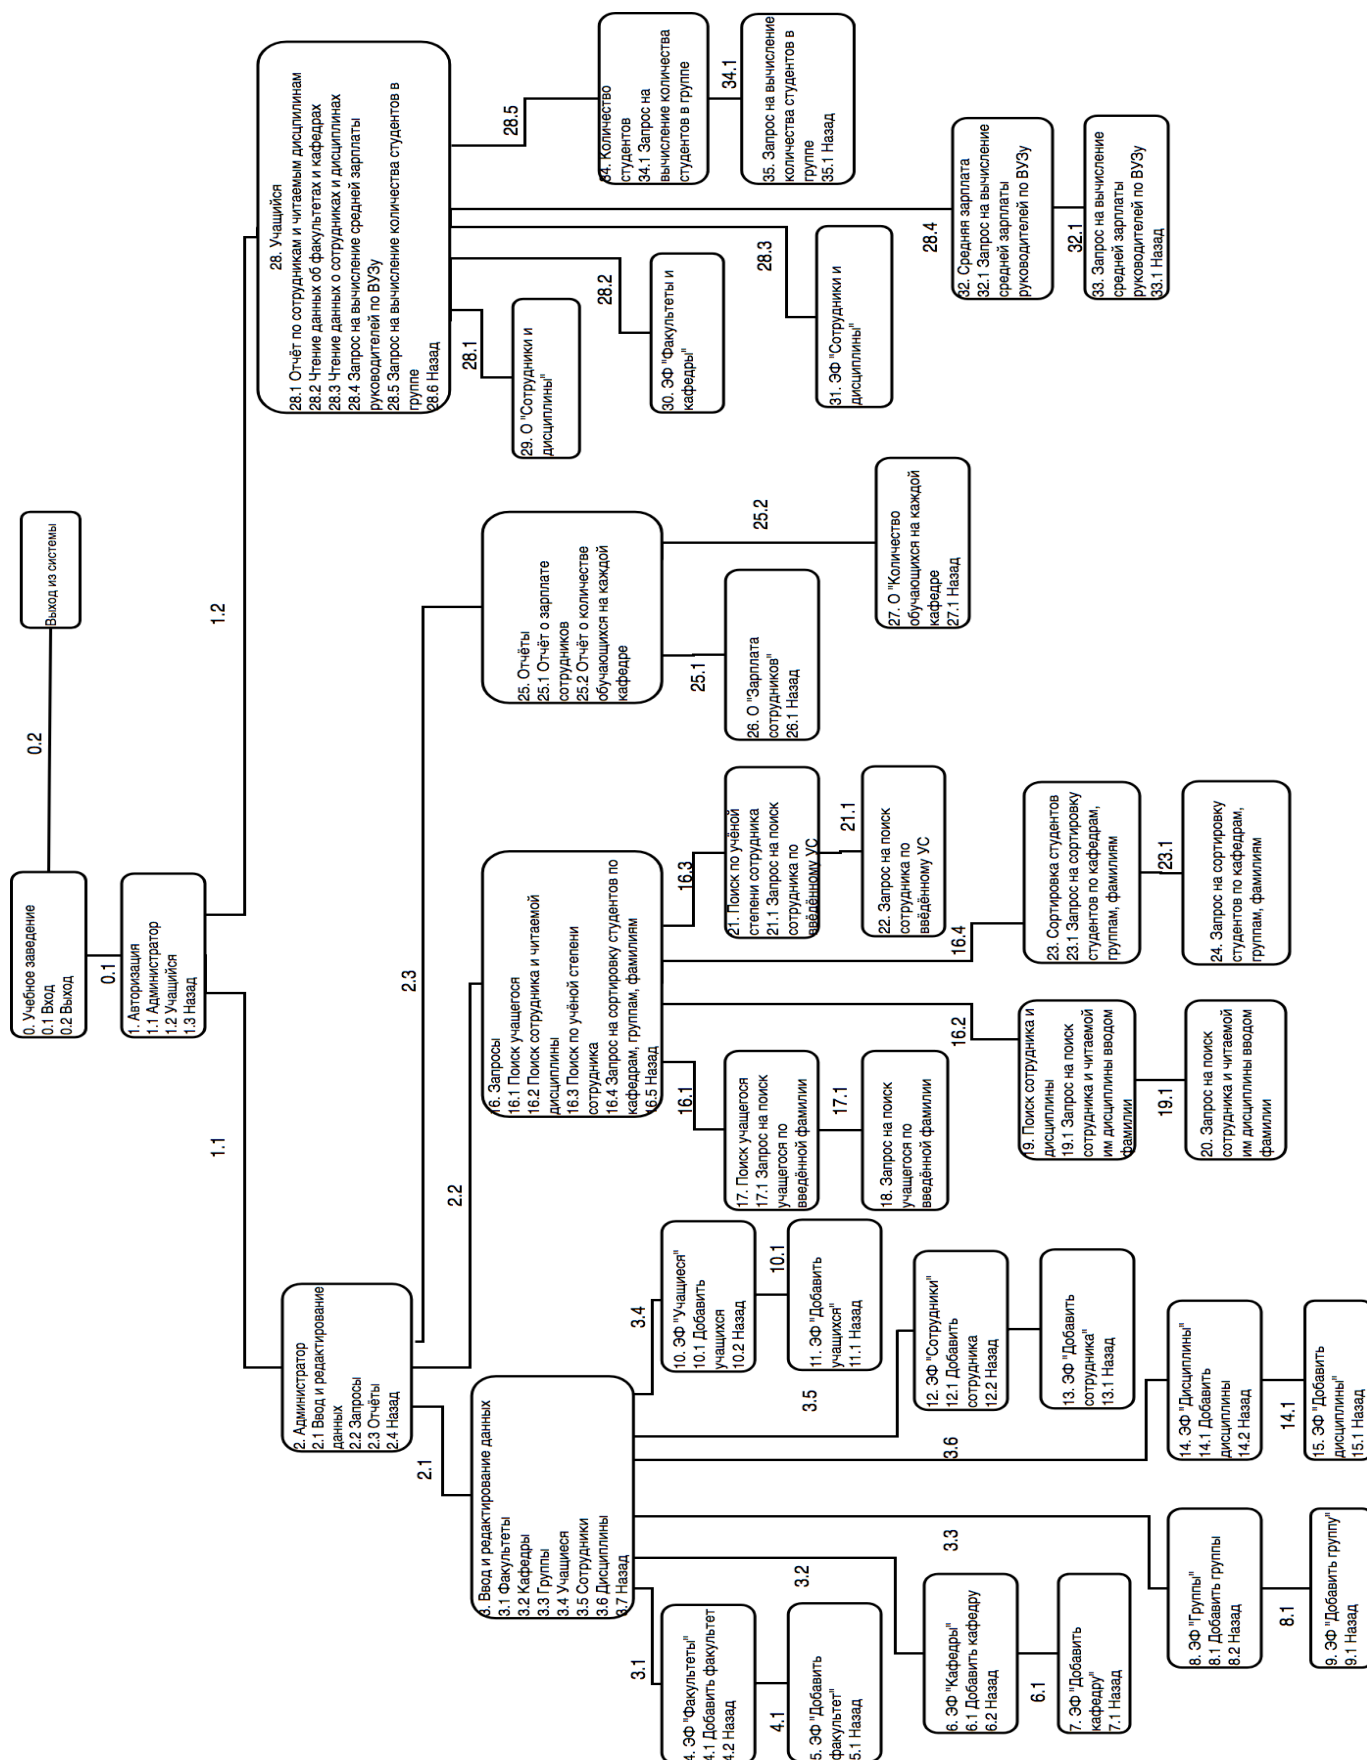 0. Учебное заведение
0.1 Вход
0.2 Выход
0.2
Выход из системы
0.1
1. Авторизация
1.1 Администратор
1.2 Учащийся
1.3 Назад
1.1
1.2
2. Администратор
2.1 Ввод и редактирование
данных
2.2 Запросы
2.3 Отчёты
2.4 Назад
2.1
2.2
2.3
3. Ввод и редактирование данных
3.1 Факультеты
3.2 Кафедры
3.3 Группы
3.4 Учащиеся
3.5 Сотрудники
3.6 Дисциплины
3.7 Назад
3.1
4. ЭФ "Факультеты"
4.1 Добавить факультет
4.2 Назад
4.1
5. ЭФ "Добавить
факультет"
5.1 Назад
3.2
6. ЭФ "Кафедры"
6.1 Добавить кафедру
6.2 Назад
6.1
7. ЭФ "Добавить
кафедру"
7.1 Назад
3.3
8. ЭФ "Группы"
8.1 Добавить группы
8.2 Назад
8.1
9. ЭФ "Добавить группу"
9.1 Назад
3.4
10. ЭФ "Учащиеся"
10.1 Добавить
учащихся
10.2 Назад
10.1
11. ЭФ "Добавить
учащихся"
11.1 Назад
3.5
12. ЭФ "Сотрудники"
12.1 Добавить
сотрудника
12.2 Назад
13. ЭФ "Добавить
сотрудника"
13.1 Назад
3.6
14. ЭФ "Дисциплины"
14.1 Добавить
дисциплины
14.2 Назад
14.1
15. ЭФ "Добавить
дисциплины"
15.1 Назад
16. Запросы
16.1 Поиск учащегося
16.2 Поиск сотрудника и читаемой
дисциплины
16.3 Поиск по учёной степени
сотрудника
16.4 Запрос на сортировку студентов по
кафедрам, группам, фамилиям
16.5 Назад
16.1
17. Поиск учащегося
17.1 Запрос на поиск
учащегося по
введённой фамилии
17.1
18. Запрос на поиск
учащегося по
введённой фамилии
16.2
19. Поиск сотрудника и
дисциплины
19.1 Запрос на поиск
сотрудника и читаемой
им дисциплины вводом
фамилии
19.1
20. Запрос на поиск
сотрудника и читаемой
им дисциплины вводом
фамилии
16.3
21. Поиск по учёной
степени сотрудника
21.1 Запрос на поиск
сотрудника по
введённому УС
21.1
22. Запрос на поиск
сотрудника по
введённому УС
16.4
23. Сортировка студентов
23.1 Запрос на сортировку
студентов по кафедрам,
группам, фамилиям
23.1
24. Запрос на сортировку
студентов по кафедрам,
группам, фамилиям
25. Отчёты
25.1 Отчёт о зарплате
сотрудников
25.2 Отчёт о количестве
обучающихся на каждой
кафедре
25.1
26. О "Зарплата
сотрудников"
26.1 Назад
25.2
27. О "Количество
обучающихся на каждой
кафедре
27.1 Назад
28. Учащийся
28.1 Отчёт по сотрудникам и читаемым дисциплинам
28.2 Чтение данных об факультетах и кафедрах
28.3 Чтение данных о сотрудниках и дисциплинах
28.4 Запрос на вычисление средней зарплаты
руководителей по ВУЗу
28.5 Запрос на вычисление количества студентов в
группе
28.6 Назад
28.1
29. О "Сотрудники и
дисциплины"
28.2
30. ЭФ "Факультеты и
кафедры"
28.3
31. ЭФ "Сотрудники и
дисциплины"
28.4
32. Средняя зарплата
32.1 Запрос на вычисление
средней зарплаты
руководителей по ВУЗу
32.1
33. Запрос на вычисление
средней зарплаты
руководителей по ВУЗу
33.1 Назад
28.5
34. Количество
студентов
34.1 Запрос на
вычисление количества
студентов в группе
34.1
35. Запрос на вычисление
количества студентов в
группе
35.1 Назад